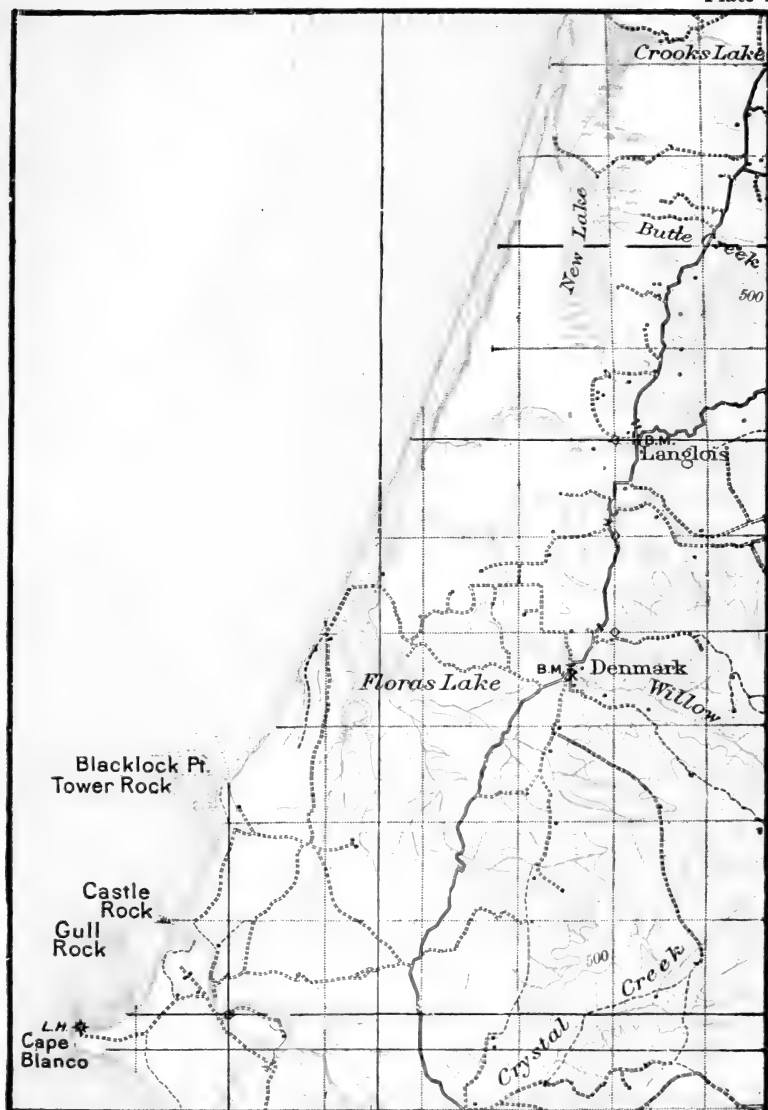 Plate
Crooks Lake
New Lake
Butte Creek
500
B.M.
Langlois
B.M.
Denmark
Floras Lake
Willow
Blacklock Pt.
Tower Rock
Castle
Rock
Gull
Rock
500
Crystal Creek
L.H.
Cape
Blanco